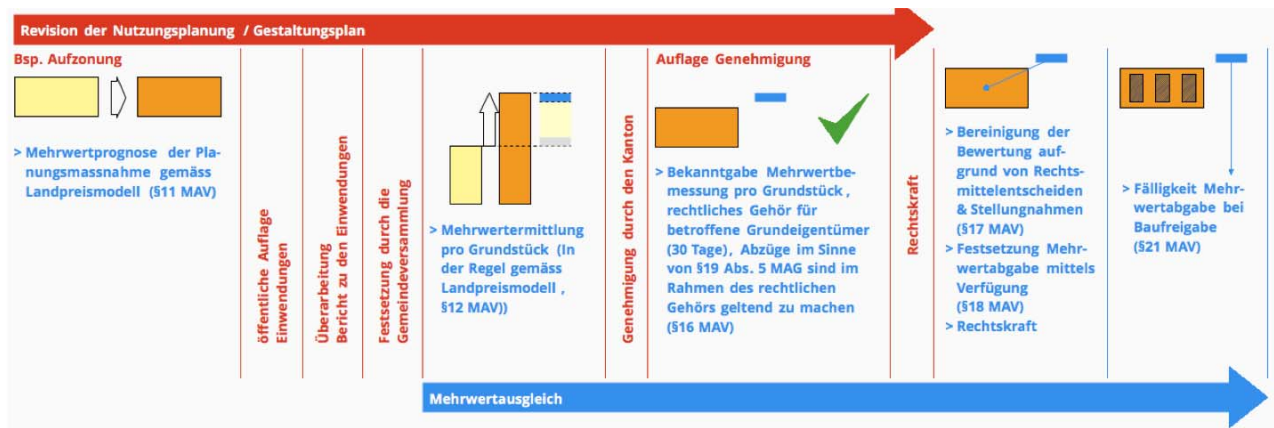 Revision der Nutzungsplanung / Gestaltungsplan
Bsp. Aufzonung
> Mehrwertprognose der Pla-
nungsmassnahme gemäss
Landpreismodell (§11 MAV)
öffentliche Auflage
Einwendungen
Überarbeitung
Bericht zu den Einwendungen
Festsetzung durch die
Gemeindeversammlung
> Mehrwertermittlung
pro Grundstück (In
der Regel gemäss
Landpreismodell ,
§12 MAV))
Genehmigung durch den Kanton
Auflage Genehmigung
> Bekanntgabe Mehrwertbe-
messung pro Grundstück ,
rechtliches Gehör für
betroffene Grundeigentümer
(30 Tage), Abzüge im Sinne
von §19 Abs. 5 MAG sind im
Rahmen des rechtlichen
Gehörs geltend zu machen
(§16 MAV)
Rechtskraft
> Bereinigung der
Bewertung auf-
grund von Rechts-
mittelentscheiden
& Stellungnahmen
(§17 MAV)
> Festsetzung Mehr-
wertabgabe mittels
Verfügung
(§18 MAV)
> Rechtskraft
> Fälligkeit Mehr-
wertabgabe bei
Baufreigabe
(§21 MAV)
Mehrwertausgleich